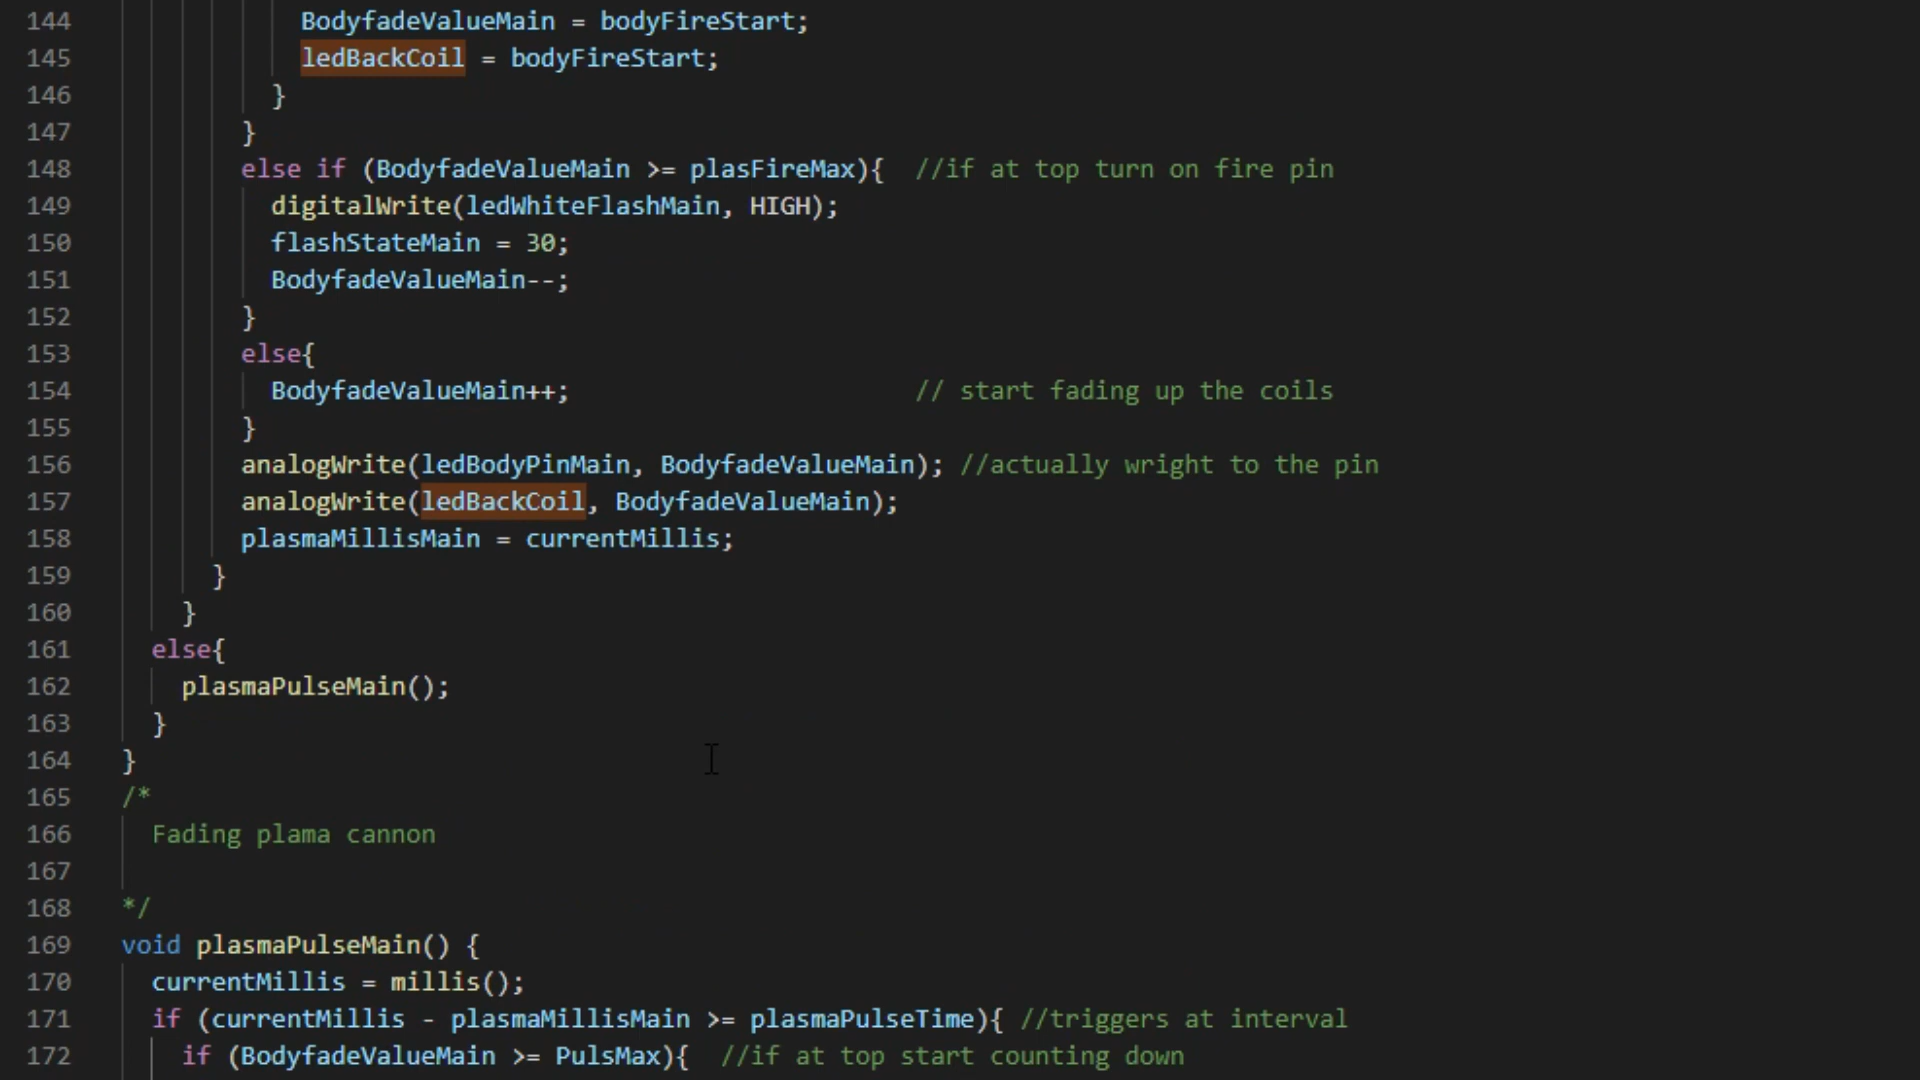 144 BodyfadeValueMain = bodyFireStart;
145 ledBackCoil = bodyFireStart;
146 }
147 }
148 else if (BodyfadeValueMain >= plasFireMax){ //if at top turn on fire pin
149 digitalWrite(ledWhiteFlashMain, HIGH);
150 flashStateMain = 30;
151 BodyfadeValueMain--;
152 }
153 else{
154 BodyfadeValueMain++; // start fading up the coils
155 }
156 analogWrite(ledBodyPinMain, BodyfadeValueMain); //actually wright to the pin
157 analogWrite(ledBackCoil, BodyfadeValueMain);
158 plasmaMillisMain = currentMillis;
159 }
160 }
161 else{
162 plasmaPulseMain();
163 }
164 }
165 /*
166 Fading plama cannon
167
168 */
169 void plasmaPulseMain() {
170 currentMillis = millis();
171 if (currentMillis - plasmaMillisMain >= plasmaPulseTime){ //triggers at interval
172 if (BodyfadeValueMain >= PulsMax){ //if at top start counting down